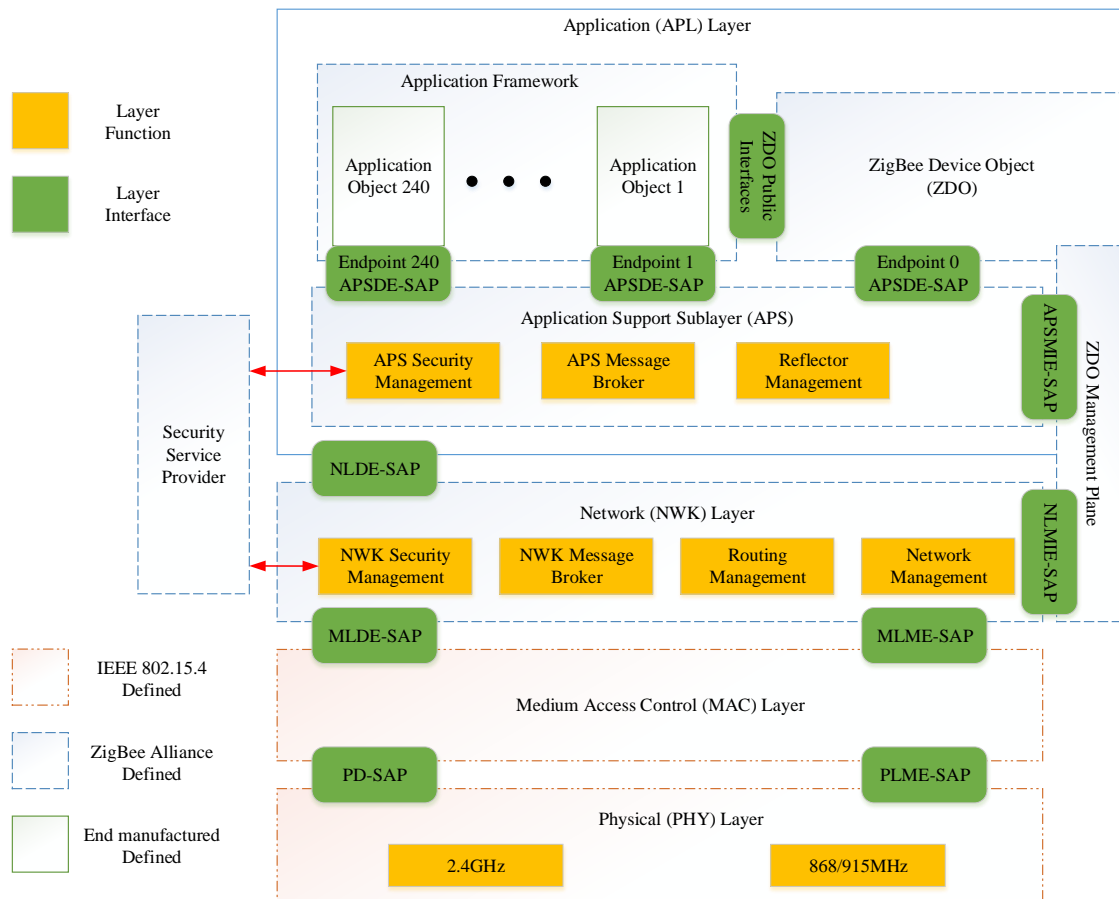 Application (APL) Layer
Layer
Function
Layer
Interface
Application Framework
Application
Object 240
Application
Object 1
ZDO Public
Interfaces
ZigBee Device Object
(ZDO)
Endpoint 240
APSDE-SAP
Endpoint 1
APSDE-SAP
Endpoint 0
APSDE-SAP
Application Support Sublayer (APS)
APS Security
Management
APS Message
Broker
Reflector
Management
APSMIE-SAP
ZDO Management Plane
Security
Service
Provider
NLDE-SAP
Network (NWK) Layer
NWK Security
Management
NWK Message
Broker
Routing
Management
Network
Management
NLMIE-SAP
MLDE-SAP
MLME-SAP
IEEE 802.15.4
Defined
Medium Access Control (MAC) Layer
ZigBee Alliance
Defined
PD-SAP
PLME-SAP
Physical (PHY) Layer
End manufactured
Defined
2.4GHz
868/915MHz